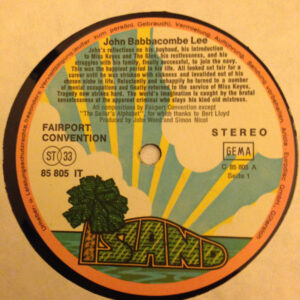 John Babbacombe Lee
John's reflections on his boyhood, his introduction
to Miss Keyes and The Glen, his restlessness, and his
struggles with his family, finally successful, to join the navy.
This was the happiest period in his life. All looked set fair for a
career until he was stricken with sickness and invalided out of his
chosen niche in life. Reluctantly and unhappily he turned to a number
of menial occupations and finally returned to the service of Miss Keyes.
Tragedy now strikes hard. The world's imagination is caught by the brutal
senselessness of the apparent criminal who slays his kind old mistress.
All compositions by Fairport Convention except
"The Sailor's Alphabet", for which thanks to Bert Lloyd
Produced by John Wood and Simon Nicol
FAIRPORT
CONVENTION
STEREO
ST 33
GEMA
85 805 IT
C 85 805 A
Seite 1
ISLAND